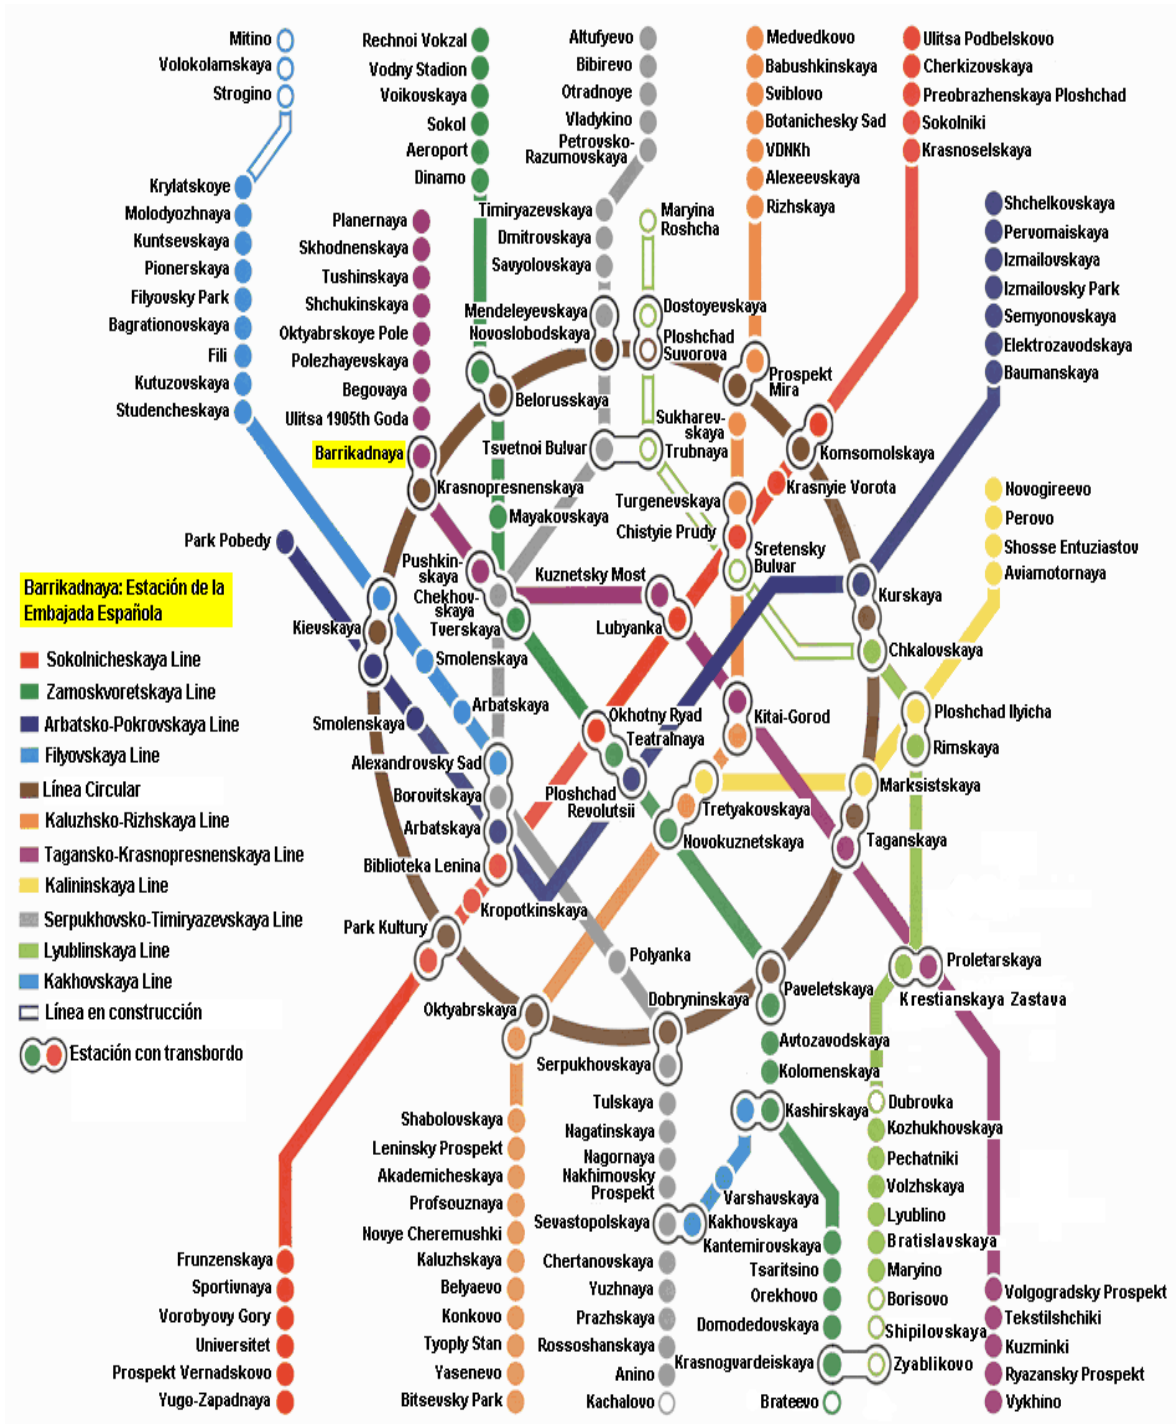 Mitino
Volokolamskaya
Strogino
Krylatskoye
Molodyozhnaya
Kuntsevskaya
Pionerskaya
Filyovsky Park
Bagrationovskaya
Fili
Kutuzovskaya
Studencheskaya
Rechnoi Vokzal
Vodny Stadion
Voikovskaya
Sokol
Aeroport
Dinamo
Planernaya
Skhodnenskaya
Tushinskaya
Shchukinskaya
Oktyabrskoye Pole
Polezhayevskaya
Begovaya
Ulitsa 1905th Goda
Barrikadnaya
Krasnopresnenskaya
Belorusskaya
Mayakovskaya
Altufyevo
Bibirevo
Otradnoye
Vladykino
Petrovsko-
Razumovskaya
Timiryazevskaya
Dmitrovskaya
Savyolovskaya
Mendeleyevskaya
Novoslobodskaya
Tsvetnoi Bulvar
Maryina
Roshcha
Dostoyevskaya
Ploshchad
Suvorova
Trubnaya
Medvedkovo
Babushkinskaya
Sviblovo
Botanichesky Sad
VDNKh
Alexeevskaya
Rizhskaya
Prospekt
Mira
Sukharev-
skaya
Turgenevskaya
Chistyie Prudy
Sretensky
Bulvar
Ulitsa Podbelskovo
Cherkizovskaya
Preobrazhenskaya Ploshchad
Sokolniki
Krasnoselskaya
Komsomolskaya
Krasnyie Vorota
Shchelkovskaya
Pervomaiskaya
Izmailovskaya
Izmailovsky Park
Semyonovskaya
Elektrozavodskaya
Baumanskaya
Kurskaya
Chkalovskaya
Novogireevo
Perovo
Shosse Entuziastov
Aviamotornaya
Ploshchad Ilyicha
Rimskaya
Marksistskaya
Taganskaya
Park Pobedy
Kievskaya
Smolenskaya
Arbatskaya
Smolenskaya
Alexandrovsky Sad
Borovitskaya
Arbatskaya
Biblioteka Lenina
Kropotkinskaya
Park Kultury
Pushkin-
skaya
Chekhov-
skaya
Tverskaya
Kuznetsky Most
Lubyanka
Kitai-Gorod
Okhotny Ryad
Teatralnaya
Ploshchad
Revolutsii
Tretyakovskaya
Novokuznetskaya
Polyanka
Oktyabrskaya
Dobryninskaya
Serpukhovskaya
Paveletskaya
Proletarskaya
Krestianskaya Zastava
Barrikadnaya: Estación de la
Embajada Española
Sokolnicheskaya Line
Zamoskvoretskaya Line
Arbatsko-Pokrovskaya Line
Filyovskaya Line
Línea Circular
Kaluzhsko-Rizhskaya Line
Tagansko-Krasnopresnenskaya Line
Kalininskaya Line
Serpukhovsko-Timiryazevskaya Line
Lyublinskaya Line
Kakhovskaya Line
Línea en construcción
Estación con transbordo
Frunzenskaya
Sportivnaya
Vorobyovy Gory
Universitet
Prospekt Vernadskovo
Yugo-Zapadnaya
Shabolovskaya
Leninsky Prospekt
Akademicheskaya
Profsouznaya
Novye Cheremushki
Kaluzhskaya
Belyaevo
Konkovo
Tyoply Stan
Yasenevo
Bitsevsky Park
Tulskaya
Nagatinskaya
Nagornaya
Nakhimovsky
Prospekt
Sevastopolskaya
Chertanovskaya
Yuzhnaya
Prazhskaya
Rossoshanskaya
Anino
Kachalovo
Avtozavodskaya
Kolomenskaya
Kashirskaya
Varshavskaya
Kakhovskaya
Kantemirovskaya
Tsaritsino
Orekhovo
Domodedovskaya
Krasnogvardeiskaya
Brateevo
Dubrovka
Kozhukhovskaya
Pechatniki
Volzhskaya
Lyublino
Bratislavskaya
Maryino
Borisovo
Shipilovskaya
Zyablikovo
Volgogradsky Prospekt
Tekstilshchiki
Kuzminki
Ryazansky Prospekt
Vykhino